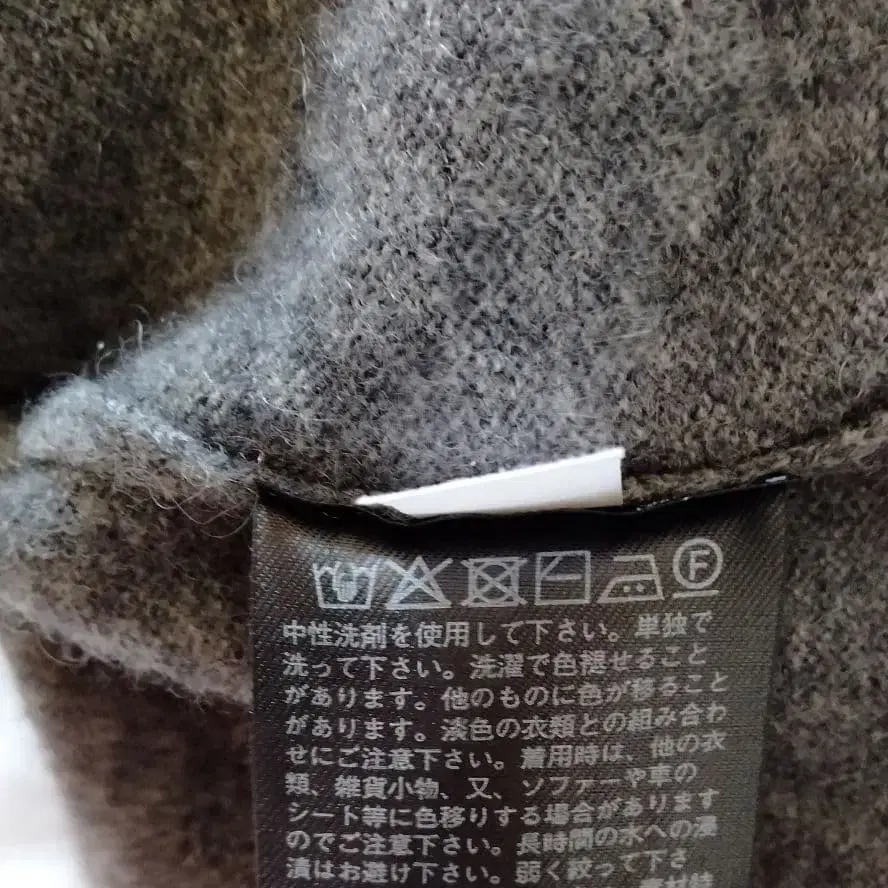 F
中性洗剤を使用して下さい。単独で
洗って下さい。洗濯で色褪せること
があります。他のものに色が移ること
があります。淡色の衣類との組み合わ
せにご注意下さい。着用時は、他の衣
類、雑貨小物、又、ソファーや車の
シート等に色移りする場合があります
のでご注意下さい。長時間の水への浸
漬はお避け下さい。弱く絞って下さ